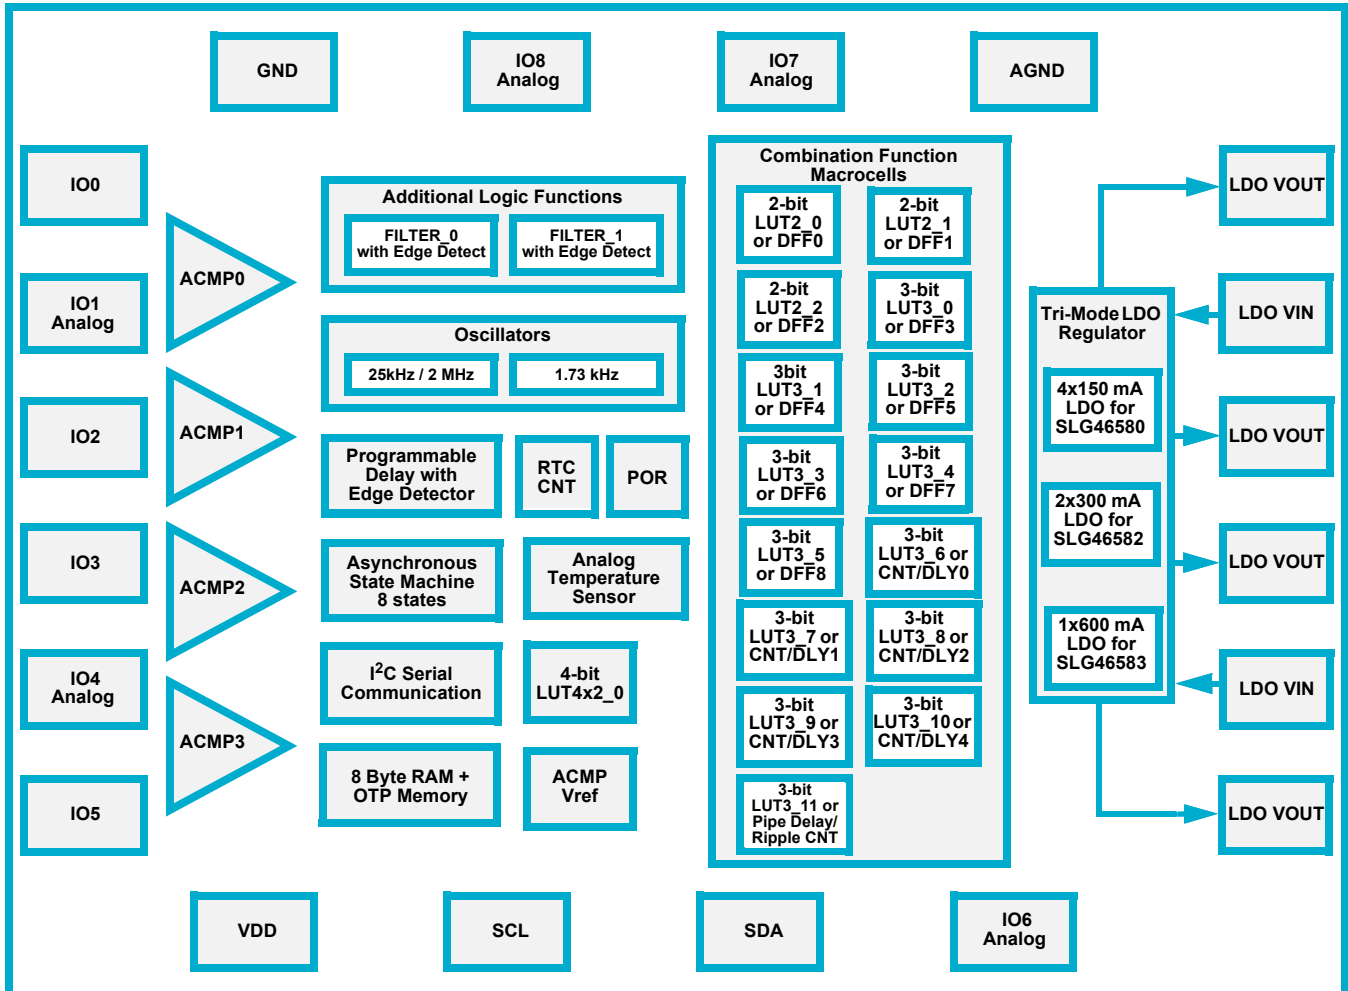 GND
IO8
Analog
IO7
Analog
AGND
IO0
IO1
Analog
IO2
IO3
IO4
Analog
IO5
ACMP0
ACMP1
ACMP2
ACMP3
Additional Logic Functions
FILTER_0
with Edge Detect
FILTER_1
with Edge Detect
Oscillators
25kHz / 2 MHz
1.73 kHz
Programmable
Delay with
Edge Detector
RTC
CNT
POR
Asynchronous
State Machine
8 states
Analog
Temperature
Sensor
I²C Serial
Communication
4-bit
LUT4x2_0
8 Byte RAM +
OTP Memory
ACMP
Vref
Combination Function
Macrocells
2-bit
LUT2_0
or DFF0
2-bit
LUT2_1
or DFF1
2-bit
LUT2_2
or DFF2
3-bit
LUT3_0
or DFF3
3bit
LUT3_1
or DFF4
3-bit
LUT3_2
or DFF5
3-bit
LUT3_3
or DFF6
3-bit
LUT3_4
or DFF7
3-bit
LUT3_5
or DFF8
3-bit
LUT3_6 or
CNT/DLY0
3-bit
LUT3_7 or
CNT/DLY1
3-bit
LUT3_8 or
CNT/DLY2
3-bit
LUT3_9 or
CNT/DLY3
3-bit
LUT3_10 or
CNT/DLY4
3-bit
LUT3_11 or
Pipe Delay/
Ripple CNT
Tri-Mode LDO
Regulator
4x150 mA
LDO for
SLG46580
2x300 mA
LDO for
SLG46582
1x600 mA
LDO for
SLG46583
LDO VOUT
LDO VIN
LDO VOUT
LDO VOUT
LDO VIN
LDO VOUT
VDD
SCL
SDA
IO6
Analog